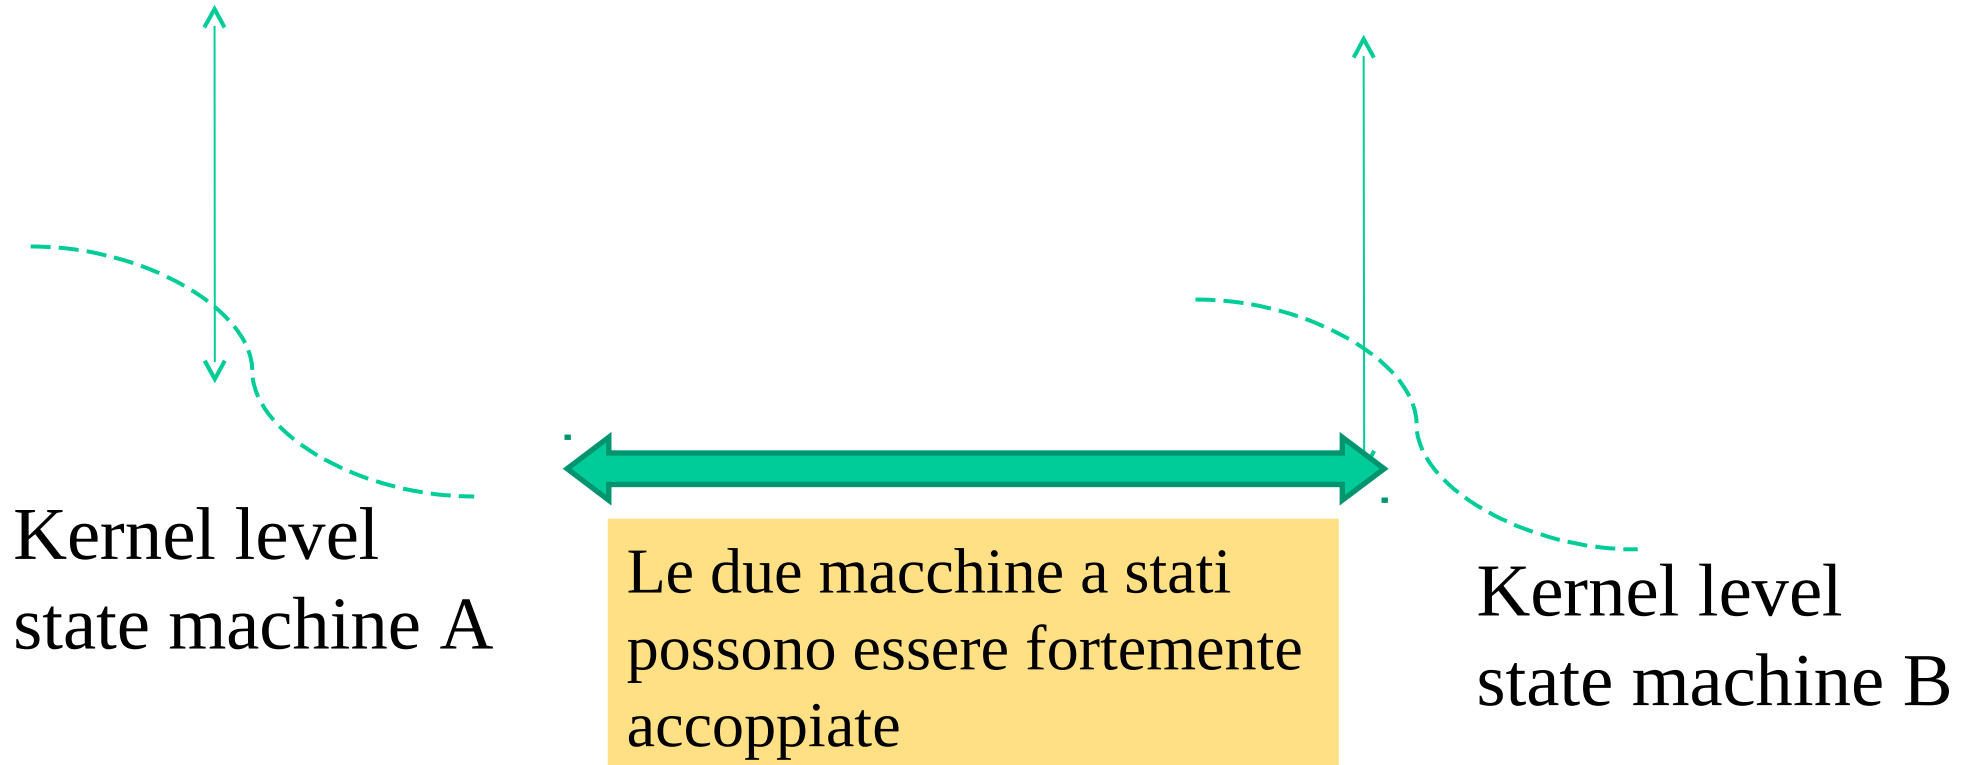 Kernel level
state machine A
Le due macchine a stati
possono essere fortemente
accoppiate
Kernel level
state machine B